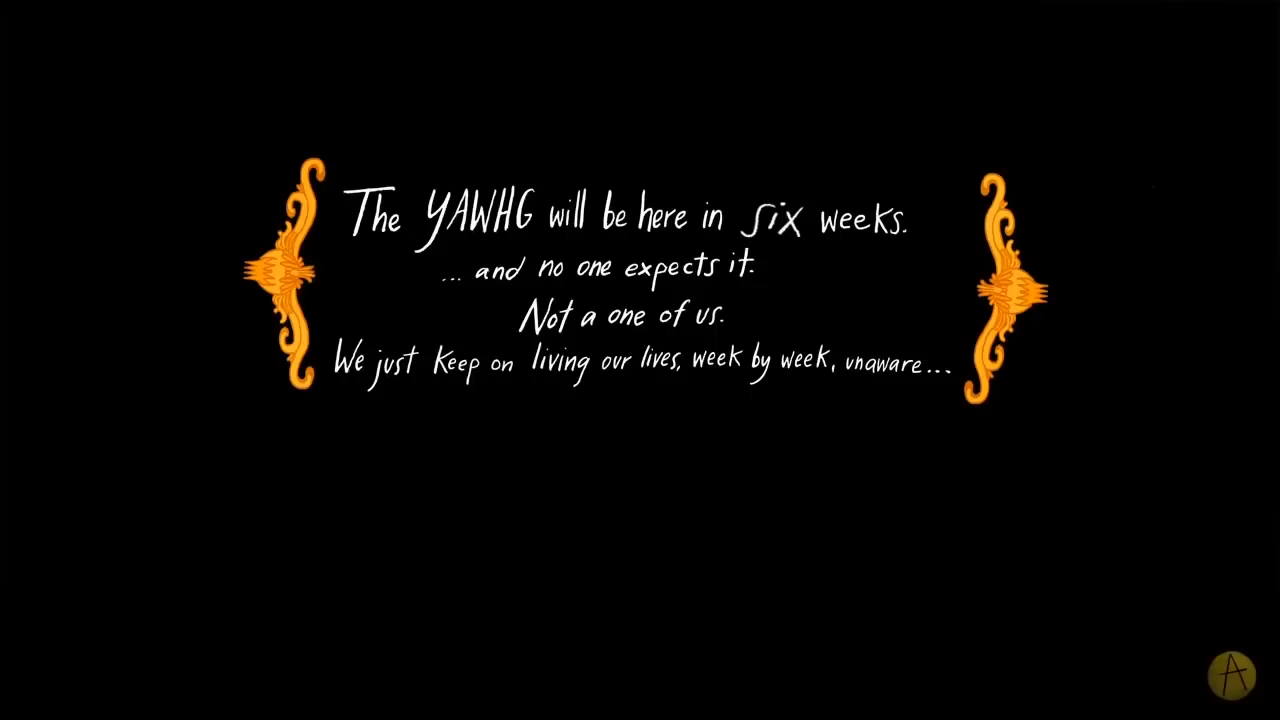 The YAWHG will be here in six weeks.
... and no one expects it.
Not a one of us.
We just keep on living our lives, week by week, unaware...
A